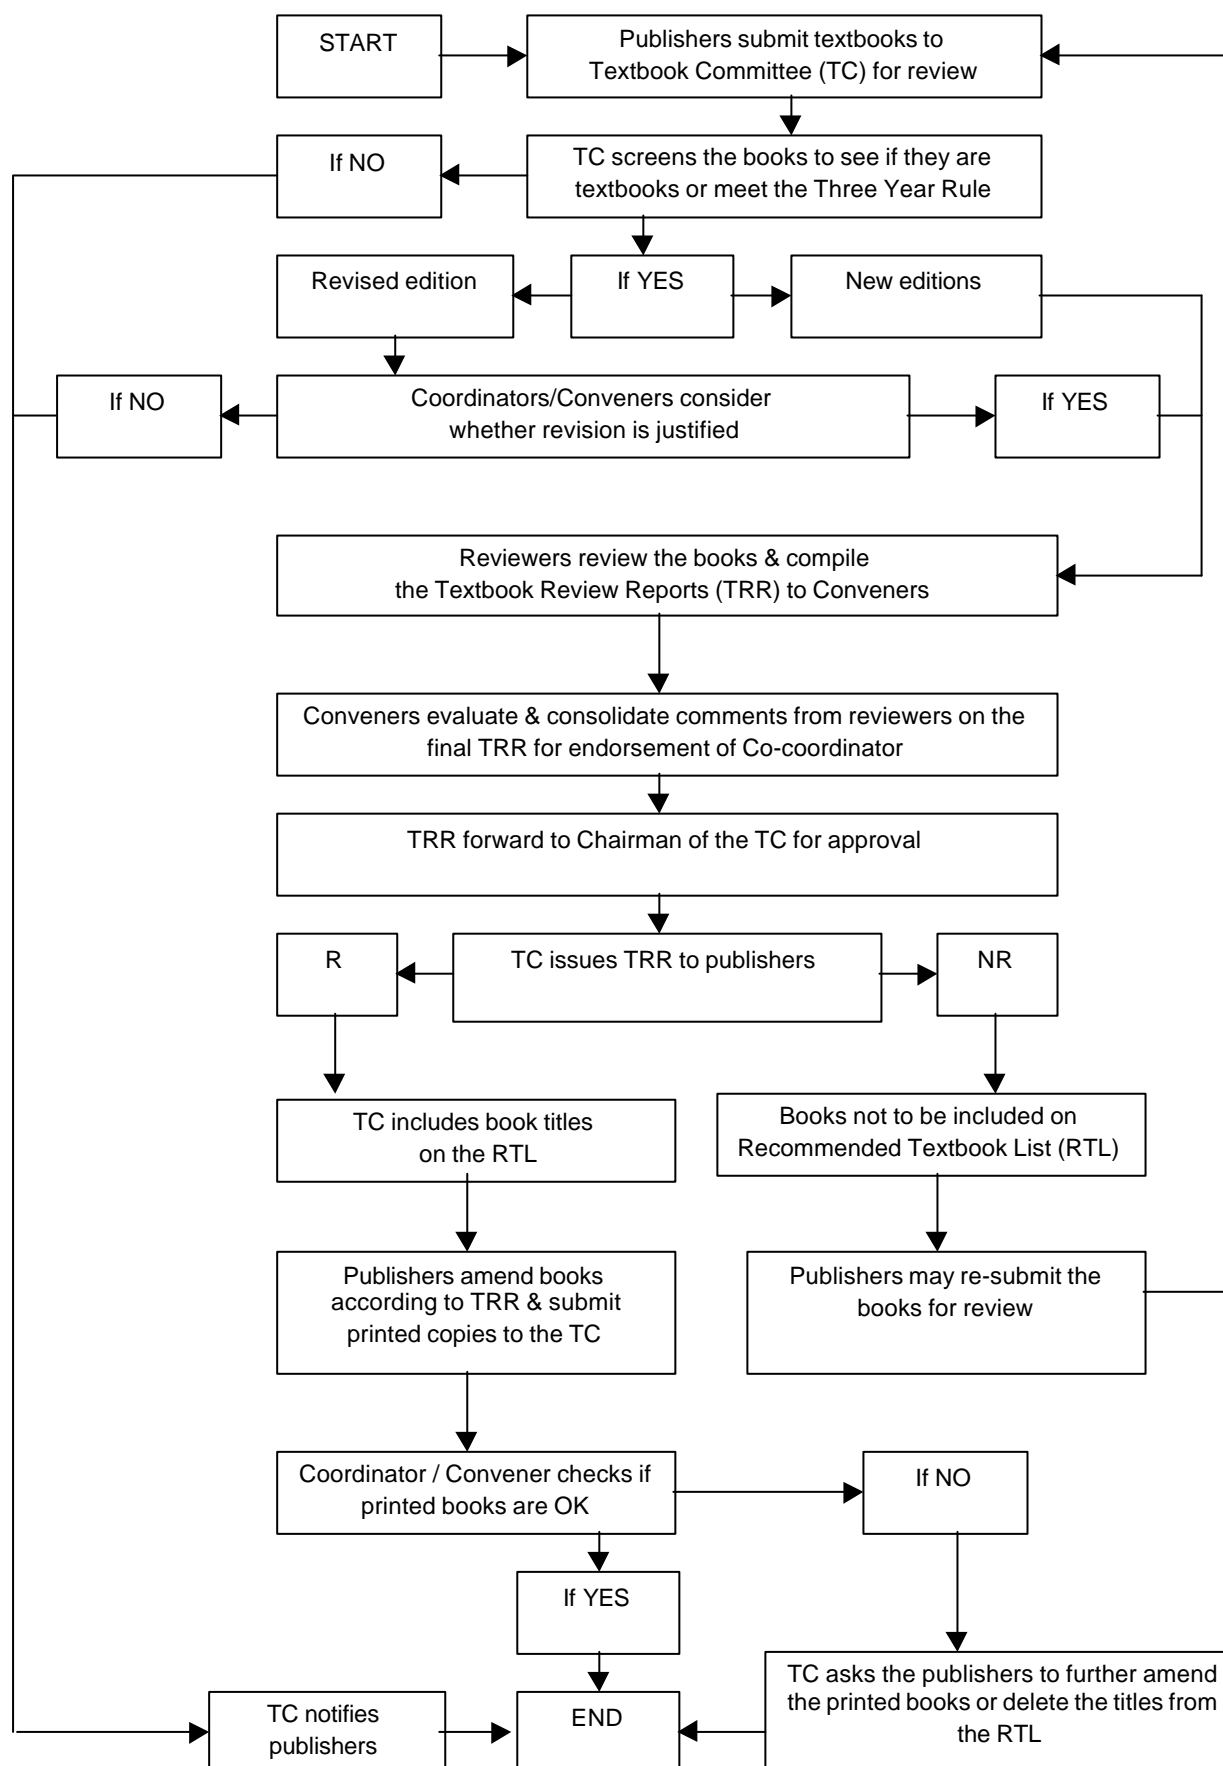 START
Publishers submit textbooks to
Textbook Committee (TC) for review
If NO
TC screens the books to see if they are
textbooks or meet the Three Year Rule
Revised edition
If YES
New editions
If NO
Coordinators/Conveners consider
whether revision is justified
If YES
Reviewers review the books & compile
the Textbook Review Reports (TRR) to Conveners
Conveners evaluate & consolidate comments from reviewers on the
final TRR for endorsement of Co-coordinator
TRR forward to Chairman of the TC for approval
R
TC issues TRR to publishers
NR
TC includes book titles
on the RTL
Books not to be included on
Recommended Textbook List (RTL)
Publishers amend books
according to TRR & submit
printed copies to the TC
Publishers may re-submit the
books for review
Coordinator / Convener checks if
printed books are OK
If NO
If YES
TC notifies
publishers
END
TC asks the publishers to further amend
the printed books or delete the titles from
the RTL